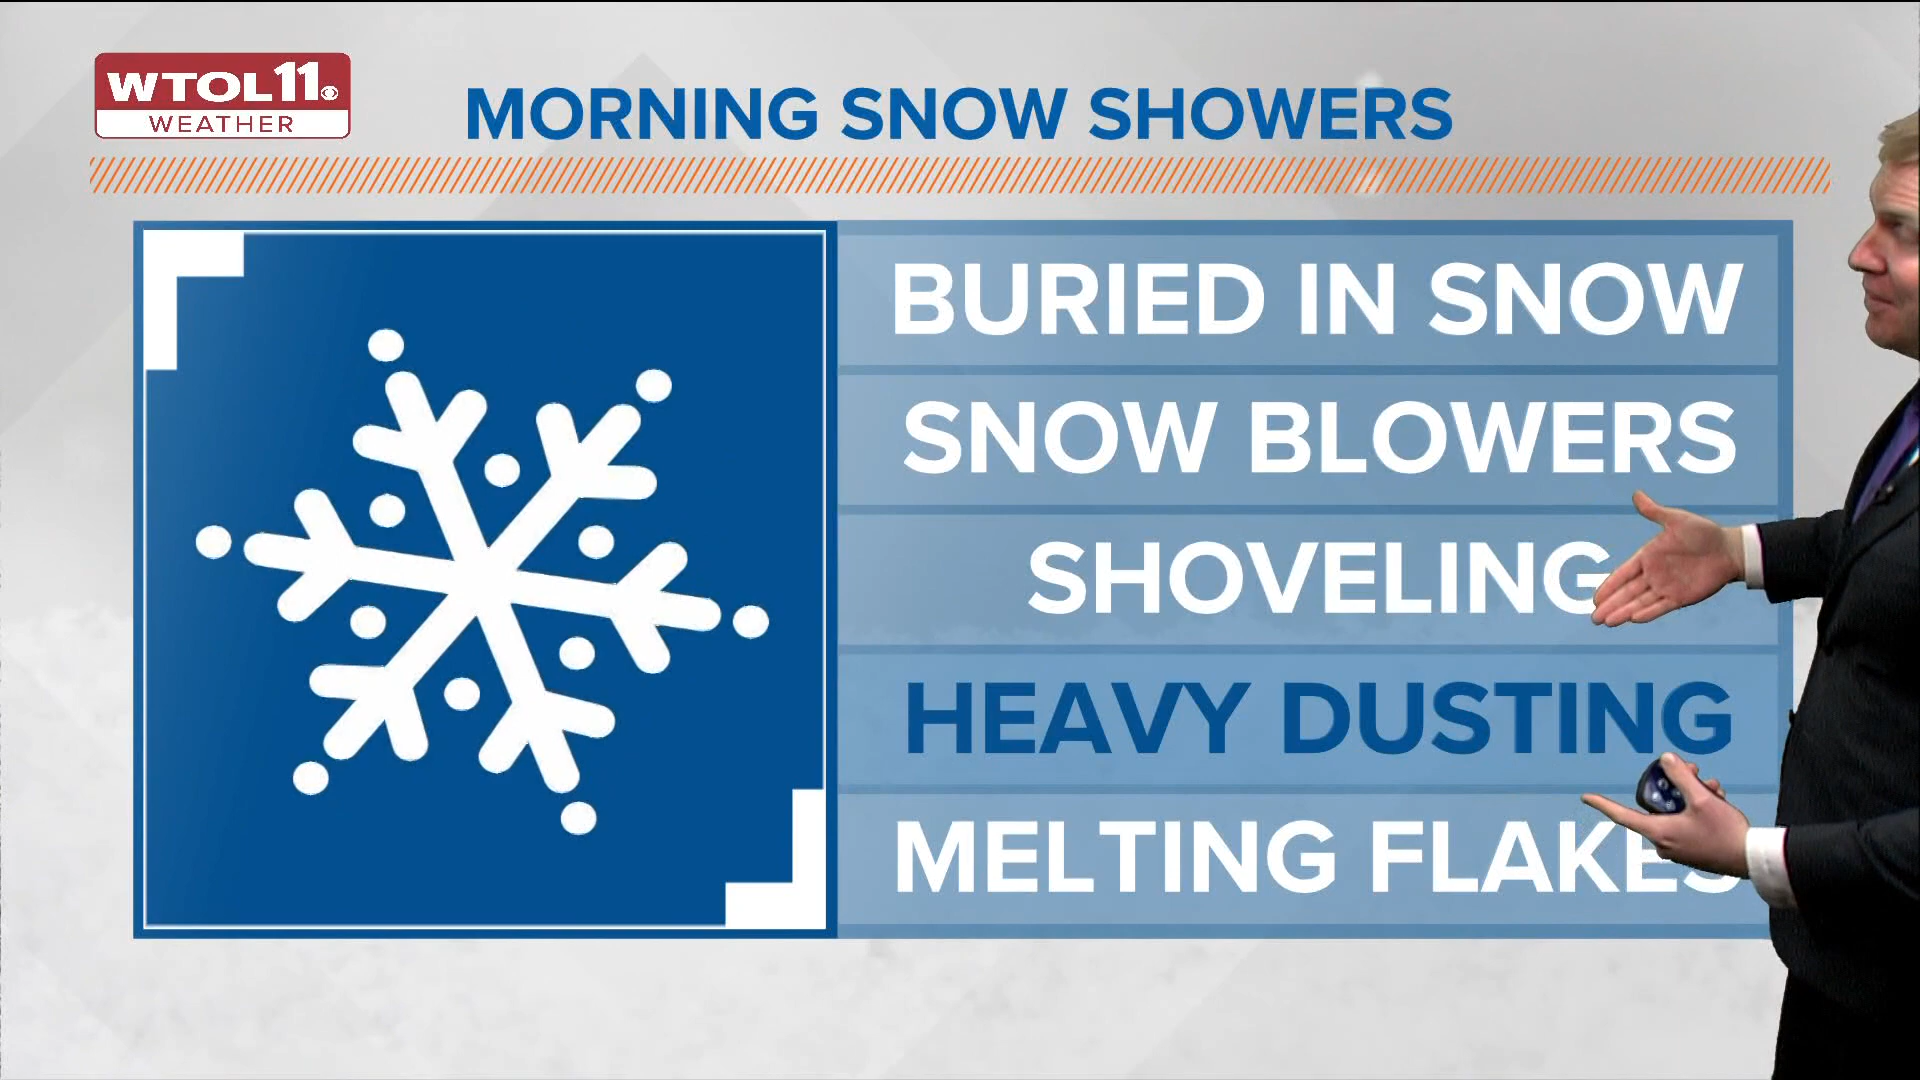 WTOL11
WEATHER
MORNING SNOW SHOWERS
BURIED IN SNOW
SNOW BLOWERS
SHOVELING
HEAVY DUSTING
MELTING FLAKES